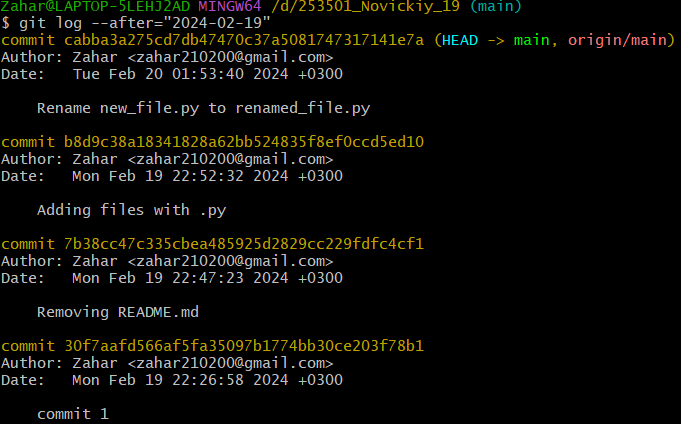 Zahar@LAPTOP-5LEHJ2AD MINGW64 /d/253501_Novickiy_19 (main)
$ git log --after="2024-02-19"
commit cabba3a275cd7db47470c37a5081747317141e7a (HEAD -> main, origin/main)
Author: Zahar <zahar210200@gmail.com>
Date:   Tue Feb 20 01:53:40 2024 +0300
    Rename new_file.py to renamed_file.py
commit b8d9c38a18341828a62bb524835f8ef0ccd5ed10
Author: Zahar <zahar210200@gmail.com>
Date:   Mon Feb 19 22:52:32 2024 +0300
    Adding files with .py
commit 7b38cc47c335cbea485925d2829cc229fdfc4cf1
Author: Zahar <zahar210200@gmail.com>
Date:   Mon Feb 19 22:47:23 2024 +0300
    Removing README.md
commit 30f7aafd566af5fa35097b1774bb30ce203f78b1
Author: Zahar <zahar210200@gmail.com>
Date:   Mon Feb 19 22:26:58 2024 +0300
    commit 1